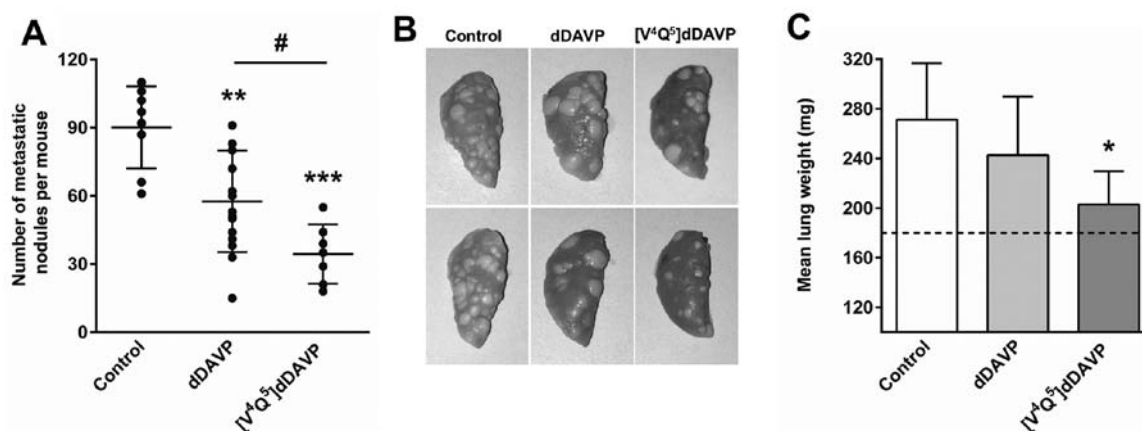 A
Number of metastatic
nodules per mouse
120
90
60
30
0
#
**
***
Control
dDAVP
[V⁴Q⁵]dDAVP
B
Control
dDAVP
[V⁴Q⁵]dDAVP
C
Mean lung weight (mg)
320
280
240
200
160
120
*
Control
dDAVP
[V⁴Q⁵]dDAVP